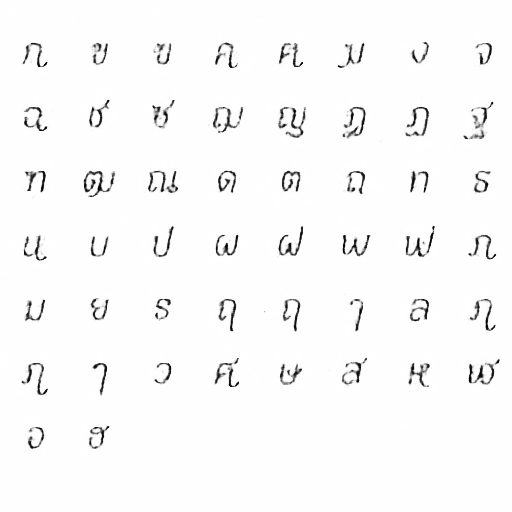 ก ข ฃ ค ฅ ฆ ง จ
ฉ ช ซ ฌ ญ ฎ ฏ ฐ
ฑ ฒ ณ ด ต ถ ท ธ
น บ ป ผ ฝ พ ฟ ภ
ม ย ร ฤ ฤ ๅ ล ฦ
ฦ ๅ ว ศ ษ ส ห ฬ
อ ฮ